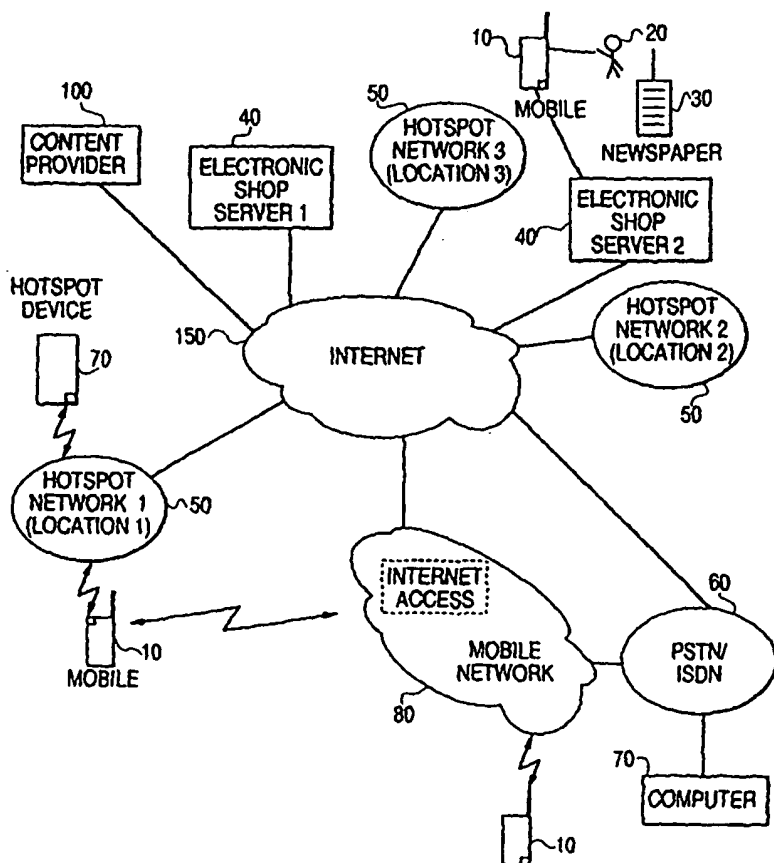 10
20
MOBILE
30
NEWSPAPER
100
CONTENT
PROVIDER
40
ELECTRONIC
SHOP
SERVER 1
50
HOTSPOT
NETWORK 3
(LOCATION 3)
40
ELECTRONIC
SHOP
SERVER 2
HOTSPOT
DEVICE
70
150
INTERNET
HOTSPOT
NETWORK 2
(LOCATION 2)
50
HOTSPOT
NETWORK 1
(LOCATION 1)
50
INTERNET
ACCESS
MOBILE
NETWORK
80
60
PSTN/
ISDN
10
MOBILE
70
COMPUTER
10